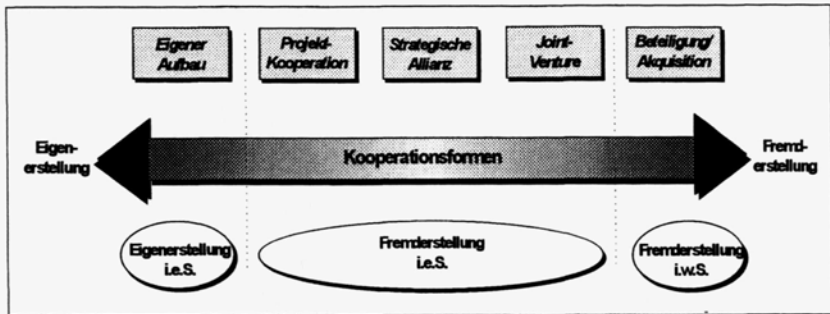 Eigener
Aufbau
Projekt-
Kooperation
Strategische
Allianz
Joint-
Venture
Beteiligung/
Akquisition
Eigen-
erstellung
Kooperationsformen
Fremd-
erstellung
Eigenerstellung
i.e.S.
Fremderstellung
i.e.S.
Fremderstellung
i.w.S.